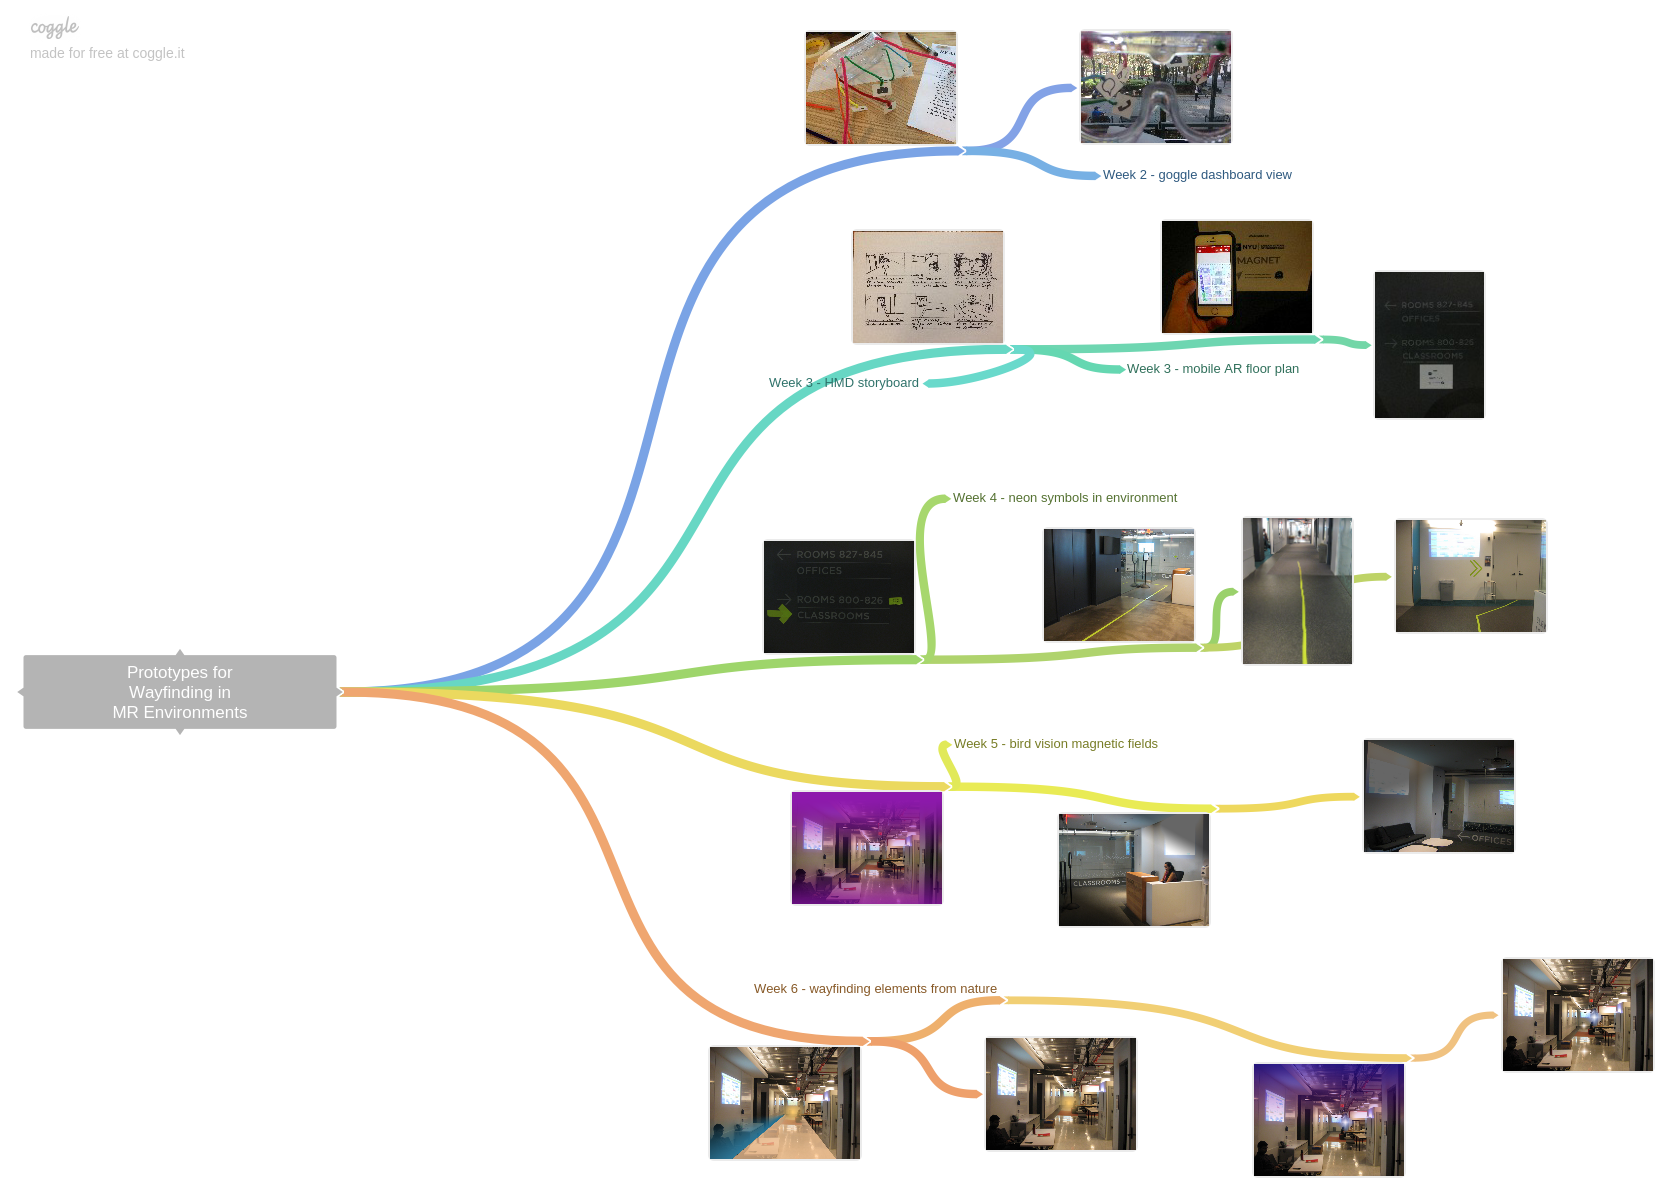 coggle
made for free at coggle.it
Week 2 - goggle dashboard view
NYU
MAGNET
ROOMS 827-845
OFFICES
ROOMS 800-826
CLASSROOMS
Week 3 - HMD storyboard
Week 3 - mobile AR floor plan
Week 4 - neon symbols in environment
ROOMS 827-845
OFFICES
ROOMS 800-826
CLASSROOMS
Prototypes for
Wayfinding in
MR Environments
Week 5 - bird vision magnetic fields
OFFICES
CLASSROOMS
Week 6 - wayfinding elements from nature